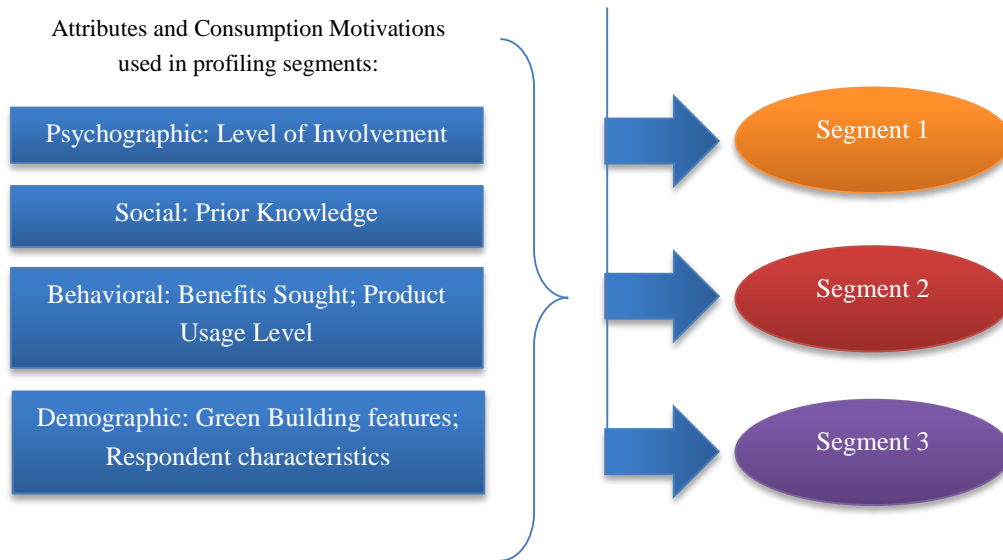 Attributes and Consumption Motivations
used in profiling segments:
Psychographic: Level of Involvement
Social: Prior Knowledge
Behavioral: Benefits Sought; Product
Usage Level
Demographic: Green Building features;
Respondent characteristics
Segment 1
Segment 2
Segment 3